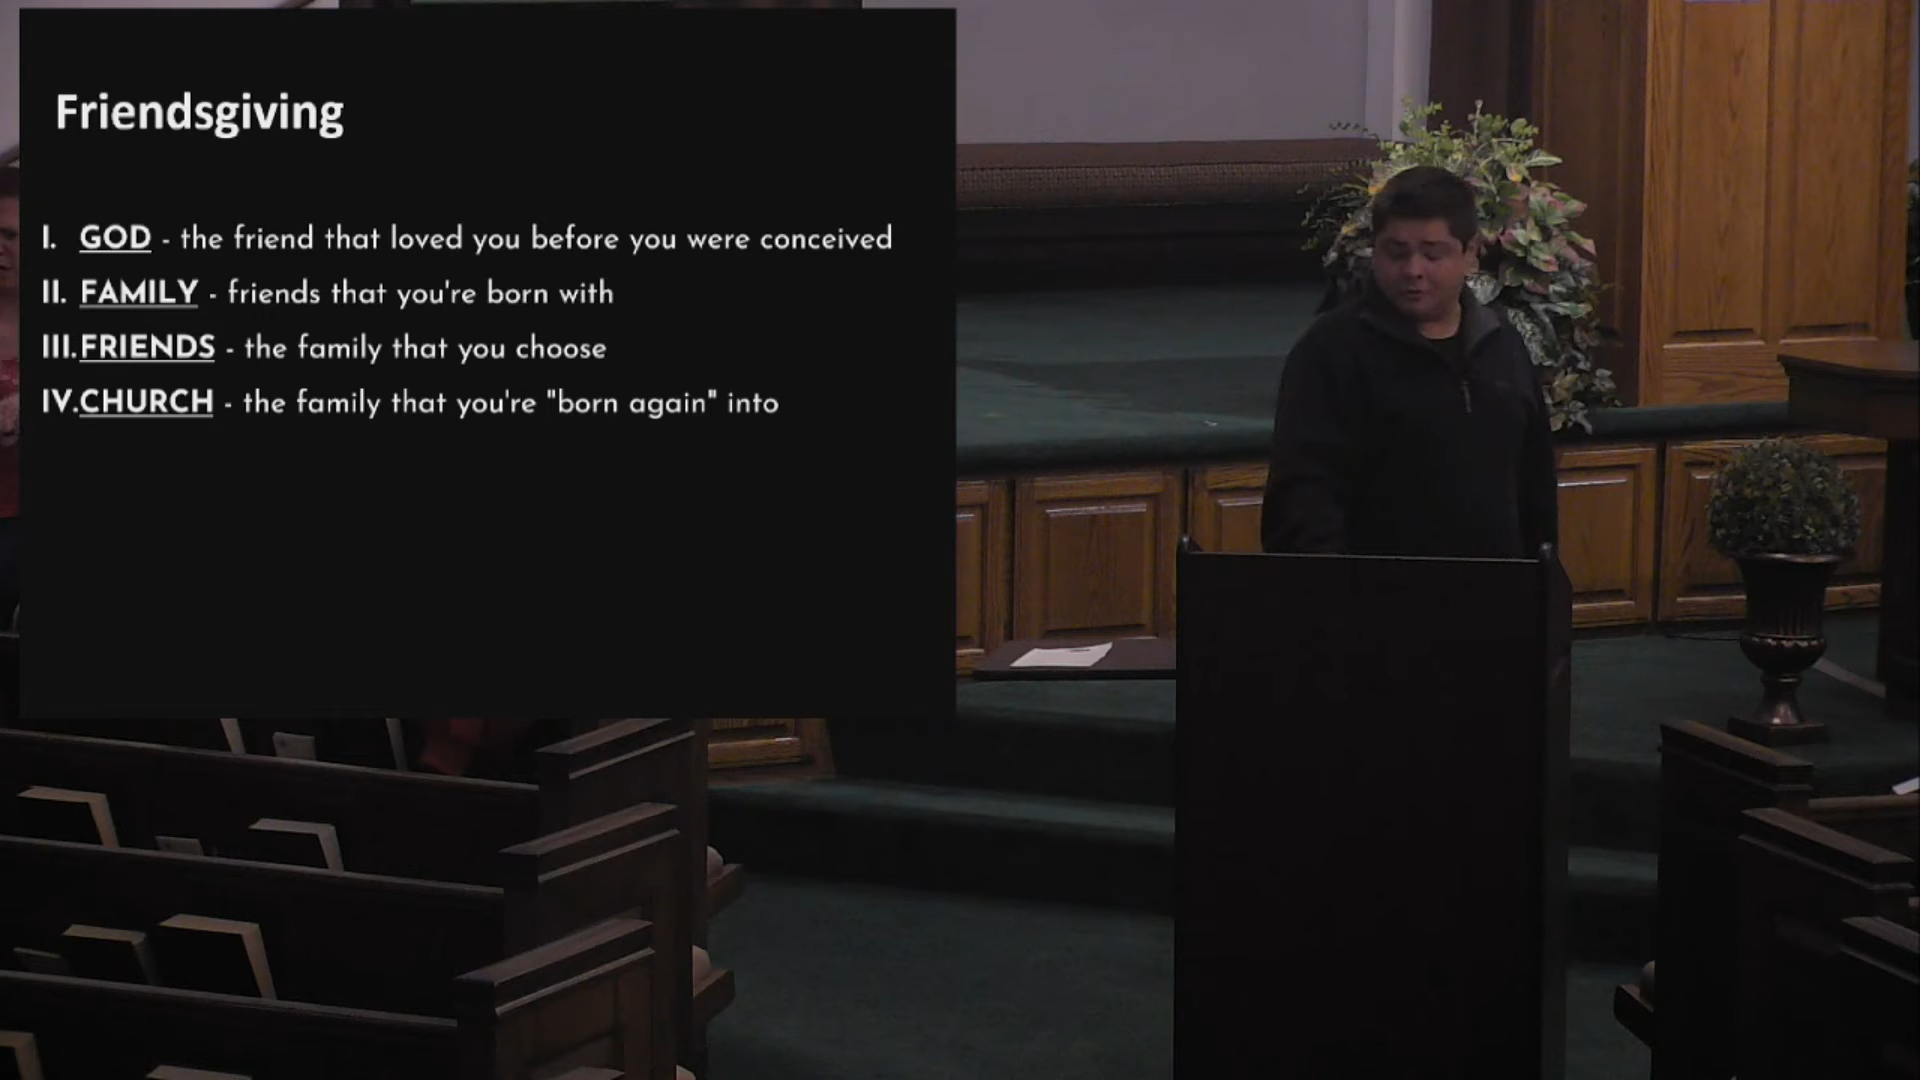 Friendsgiving
I. GOD - the friend that loved you before you were conceived
II. FAMILY - friends that you're born with
III.FRIENDS - the family that you choose
IV.CHURCH - the family that you're "born again" into